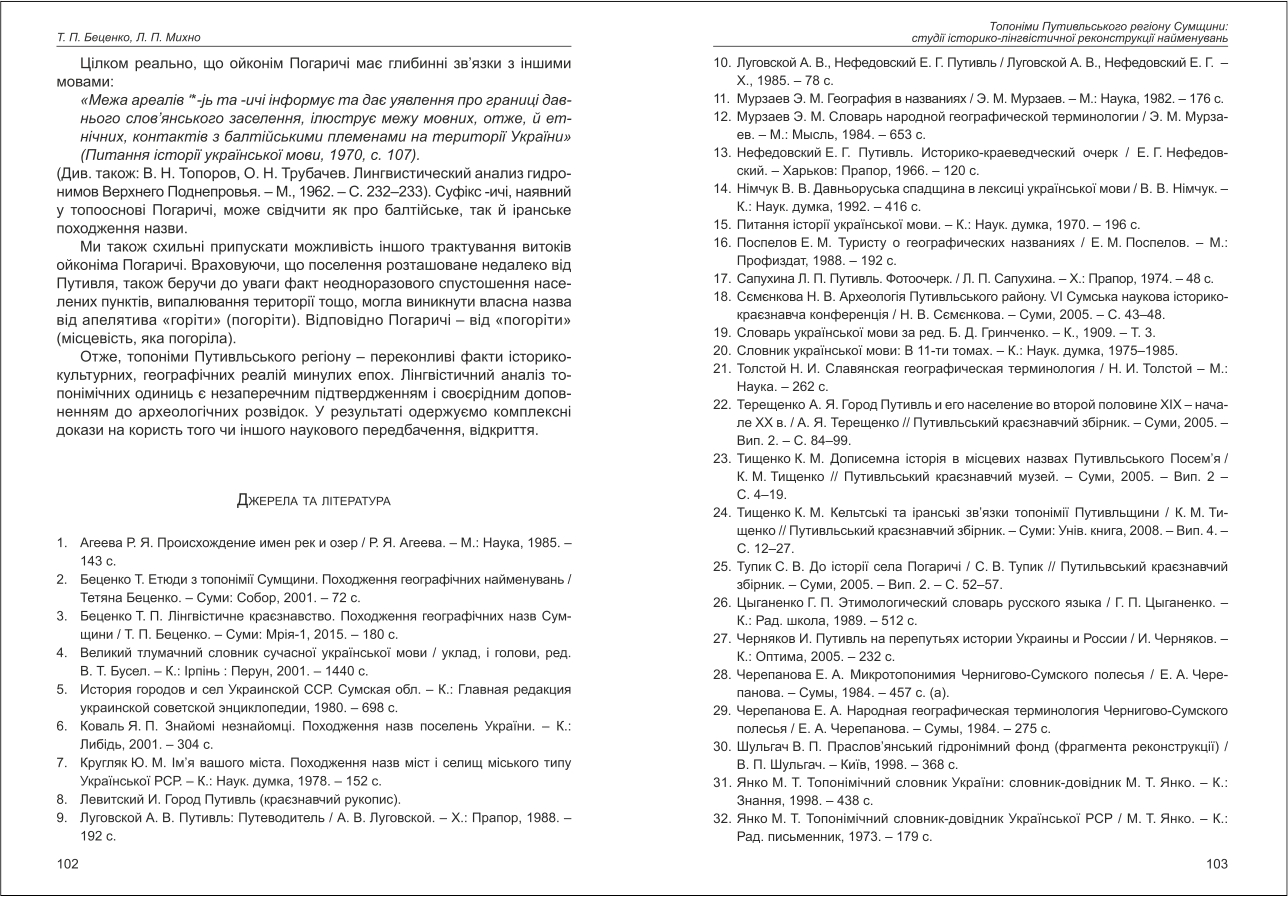 Т. П. Беценко, Л. П. Михно
Цілком реально, що ойконім Погаричі має глибинні зв’язки з іншими
мовами:
«Межа ареалів ‘*-јь та -ичі інформує та дає уявлення про границі дав-
нього слов’янського заселення, ілюструє межу мовних, отже, й ет-
нічних, контактів з балтійськими племенами на території України»
(Питання історії української мови, 1970, с. 107).
(Див. також: В. Н. Топоров, О. Н. Трубачев. Лингвистический анализ гидро-
нимов Верхнего Поднепровья. – М., 1962. – С. 232–233). Суфікс -ичі, наявний
у топооснові Погаричі, може свідчити як про балтійське, так й іранське
походження назви.
Ми також схильні припускати можливість іншого трактування витоків
ойконіма Погаричі. Враховуючи, що поселення розташоване недалеко від
Путивля, також беручи до уваги факт неодноразового спустошення насе-
лених пунктів, випалювання території тощо, могла виникнути власна назва
від апелятива «горіти» (погоріти). Відповідно Погаричі – від «погоріти»
(місцевість, яка погоріла).
Отже, топоніми Путивльського регіону – переконливі факти історико-
культурних, географічних реалій минулих епох. Лінгвістичний аналіз то-
понімічних одиниць є незаперечним підтвердженням і своєрідним допов-
ненням до археологічних розвідок. У результаті одержуємо комплексні
докази на користь того чи іншого наукового передбачення, відкриття.
Джерела та література
1. Агеева Р. Я. Происхождение имен рек и озер / Р. Я. Агеева. – М.: Наука, 1985. –
143 с.
2. Беценко Т. Етюди з топонімії Сумщини. Походження географічних найменувань /
Тетяна Беценко. – Суми: Собор, 2001. – 72 с.
3. Беценко Т. П. Лінгвістичне краєзнавство. Походження географічних назв Сум-
щини / Т. П. Беценко. – Суми: Мрія-1, 2015. – 180 с.
4. Великий тлумачний словник сучасної української мови / уклад, і голови, ред.
В. Т. Бусел. – К.: Ірпінь : Перун, 2001. – 1440 с.
5. История городов и сел Украинской ССР. Сумская обл. – К.: Главная редакция
украинской советской энциклопедии, 1980. – 698 с.
6. Коваль Я. П. Знайомі незнайомці. Походження назв поселень України. – К.:
Либідь, 2001. – 304 с.
7. Кругляк Ю. М. Ім’я вашого міста. Походження назв міст і селищ міського типу
Української РСР. – К.: Наук. думка, 1978. – 152 с.
8. Левитский И. Город Путивль (краєзнавчий рукопис).
9. Луговской А. В. Путивль: Путеводитель / А. В. Луговской. – Х.: Прапор, 1988. –
192 с.
102
Топоніми Путивльського регіону Сумщини:
студії історико-лінгвістичної реконструкції найменувань
10. Луговской А. В., Нефедовский Е. Г. Путивль / Луговской А. В., Нефедовский Е. Г. –
Х., 1985. – 78 с.
11. Мурзаев Э. М. География в названиях / Э. М. Мурзаев. – М.: Наука, 1982. – 176 с.
12. Мурзаев Э. М. Словарь народной географической терминологии / Э. М. Мурза-
ев. – М.: Мысль, 1984. – 653 с.
13. Нефедовский Е. Г. Путивль. Историко-краеведческий очерк / Е. Г. Нефедов-
ский. – Харьков: Прапор, 1966. – 120 с.
14. Німчук В. В. Давньоруська спадщина в лексиці української мови / В. В. Німчук. –
К.: Наук. думка, 1992. – 416 с.
15. Питання історії української мови. – К.: Наук. думка, 1970. – 196 с.
16. Поспелов Е. М. Туристу о географических названиях / Е. М. Поспелов. – М.:
Профиздат, 1988. – 192 с.
17. Сапухина Л. П. Путивль. Фотоочерк. / Л. П. Сапухина. – Х.: Прапор, 1974. – 48 с.
18. Сємєнкова Н. В. Археологія Путивльського району. VI Сумська наукова історико-
краєзнавча конференція / Н. В. Сємєнкова. – Суми, 2005. – С. 43–48.
19. Словарь української мови за ред. Б. Д. Гринченко. – К., 1909. – Т. 3.
20. Словник української мови: В 11-ти томах. – К.: Наук. думка, 1975–1985.
21. Толстой Н. И. Славянская географическая терминология / Н. И. Толстой – М.:
Наука. – 262 с.
22. Терещенко А. Я. Город Путивль и его население во второй половине XIX – нача-
ле XX в. / А. Я. Терещенко // Путивльський краєзнавчий збірник. – Суми, 2005. –
Вип. 2. – С. 84–99.
23. Тищенко К. М. Дописемна історія в місцевих назвах Путивльського Посем’я /
К. М. Тищенко // Путивльський краєзнавчий музей. – Суми, 2005. – Вип. 2 –
С. 4–19.
24. Тищенко К. М. Кельтські та іранські зв’язки топонімії Путивльщини / К. М. Ти-
щенко // Путивльський краєзнавчий збірник. – Суми: Унів. книга, 2008. – Вип. 4. –
С. 12–27.
25. Тупик С. В. До історії села Погаричі / С. В. Тупик // Путильвський краєзнавчий
збірник. – Суми, 2005. – Вип. 2. – С. 52–57.
26. Цыганенко Г. П. Этимологический словарь русского языка / Г. П. Цыганенко. –
К.: Рад. школа, 1989. – 512 с.
27. Черняков И. Путивль на перепутьях истории Украины и России / И. Черняков. –
К.: Оптима, 2005. – 232 с.
28. Черепанова Е. А. Микротопонимия Чернигово-Сумского полесья / Е. А. Чере-
панова. – Сумы, 1984. – 457 с. (а).
29. Черепанова Е. А. Народная географическая терминология Чернигово-Сумского
полесья / Е. А. Черепанова. – Сумы, 1984. – 275 с.
30. Шульгач В. П. Праслов’янський гідронімний фонд (фрагмента реконструкції) /
В. П. Шульгач. – Київ, 1998. – 368 с.
31. Янко М. Т. Топонімічний словник України: словник-довідник М. Т. Янко. – К.:
Знання, 1998. – 438 с.
32. Янко М. Т. Топонімічний словник-довідник Української РСР / М. Т. Янко. – К.:
Рад. письменник, 1973. – 179 с.
103